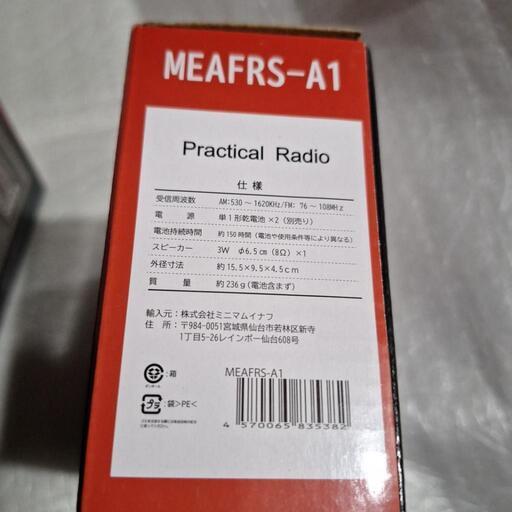 MEAFRS-A1
Practical Radio
仕様
受信周波数 AM:530～1620KHz/FM:76～108MHz
電源 単1形乾電池×2(別売り)
電池持続時間 約150時間(電池や使用条件等により異なる)
スピーカー 3W φ6.5cm(8Ω)×1
外径寸法 約15.5×9.5×4.5cm
質量 約236g(電池含まず)
輸入元:株式会社ミニマムイナフ
住所:〒984-0051宮城県仙台市若林区新寺
1丁目5-26レインボー仙台608号
ダンボール :箱
MEAFRS-A1
プラ :袋>PE<
4 570065 835382